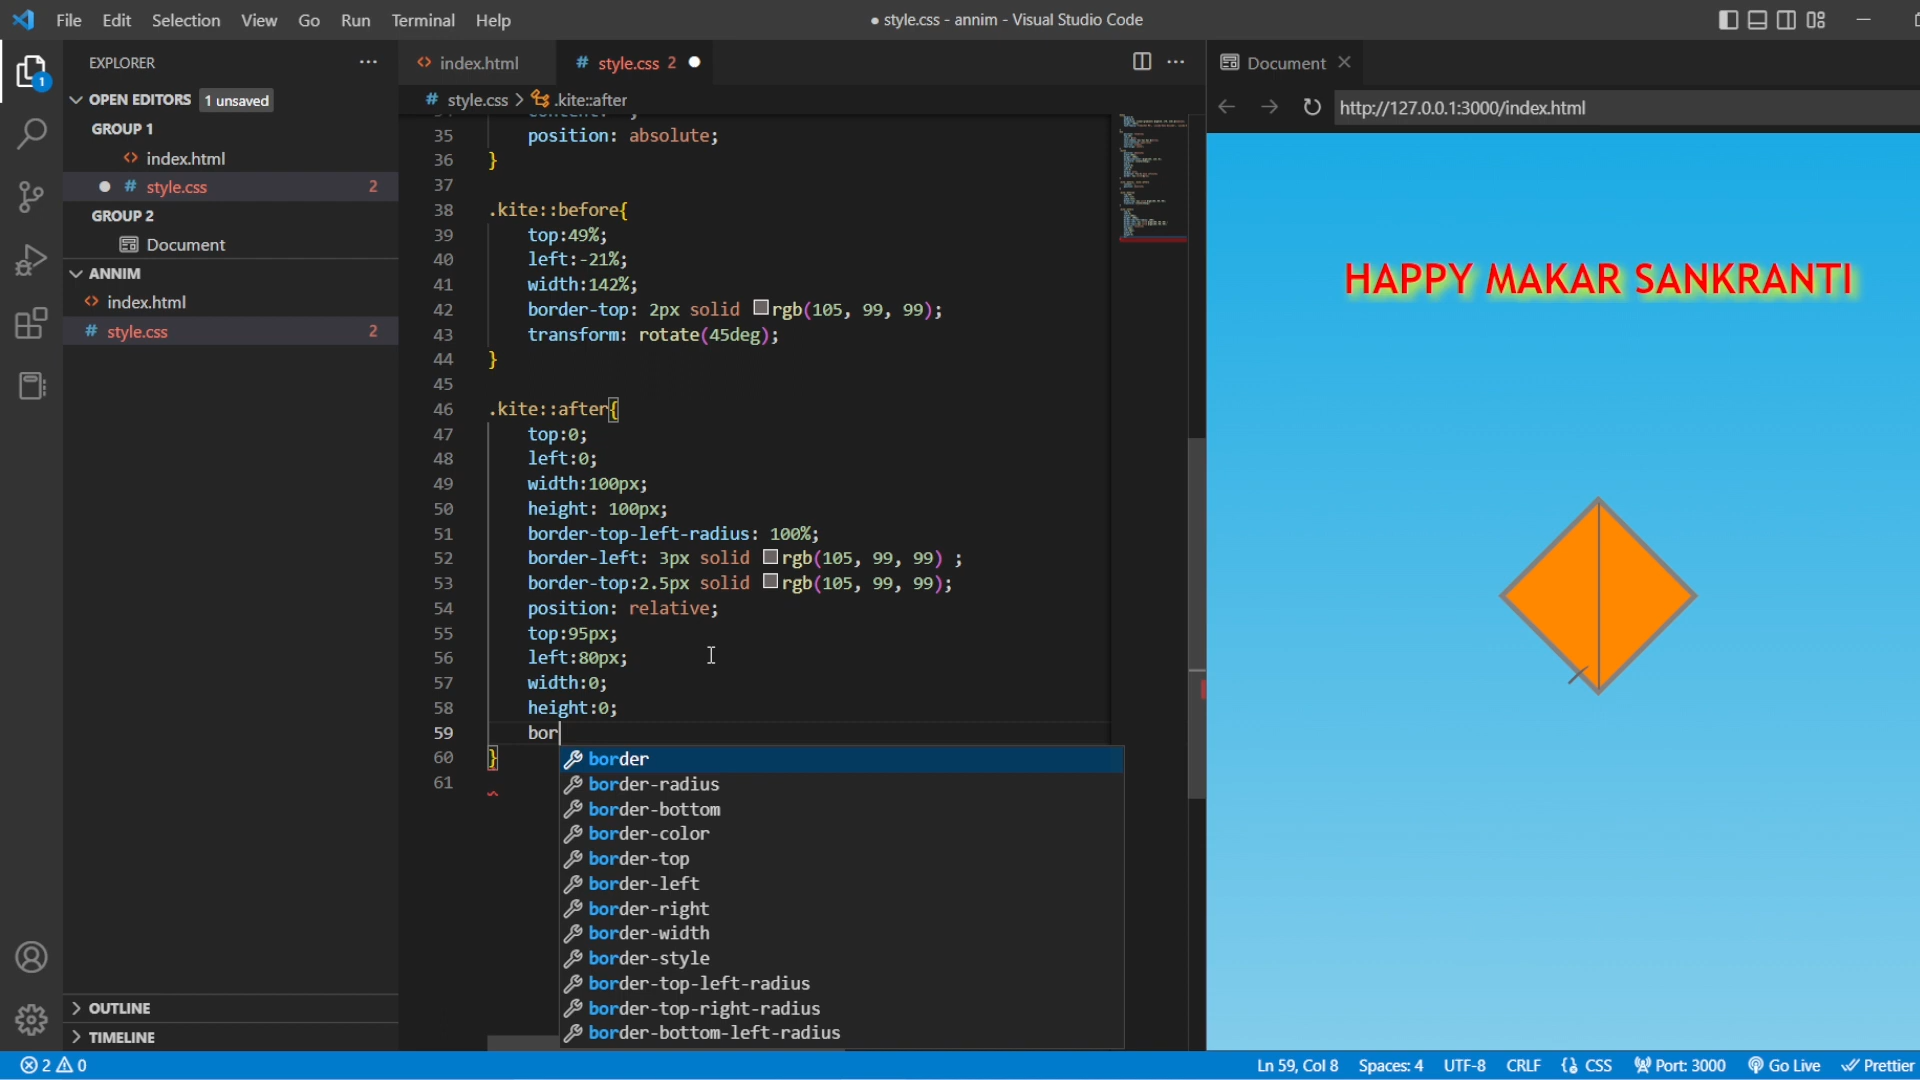 File Edit Selection View Go Run Terminal Help
● style.css - annim - Visual Studio Code
EXPLORER
1
OPEN EDITORS 1 unsaved
GROUP 1
index.html
# style.css 2
GROUP 2
Document
ANNIM
index.html
# style.css 2
OUTLINE
TIMELINE
index.html
# style.css 2
# style.css > .kite::after
35 position: absolute;
36 }
37
38 .kite::before{
39 top:49%;
40 left:-21%;
41 width:142%;
42 border-top: 2px solid rgb(105, 99, 99);
43 transform: rotate(45deg);
44 }
45
46 .kite::after{
47 top:0;
48 left:0;
49 width:100px;
50 height: 100px;
51 border-top-left-radius: 100%;
52 border-left: 3px solid rgb(105, 99, 99) ;
53 border-top:2.5px solid rgb(105, 99, 99);
54 position: relative;
55 top:95px;
56 left:80px;
57 width:0;
58 height:0;
59 bor
60 }
61
border
border-radius
border-bottom
border-color
border-top
border-left
border-right
border-width
border-style
border-top-left-radius
border-top-right-radius
border-bottom-left-radius
Document
http://127.0.0.1:3000/index.html
HAPPY MAKAR SANKRANTI
2 0
Ln 59, Col 8 Spaces: 4 UTF-8 CRLF CSS Port: 3000 Go Live Prettier